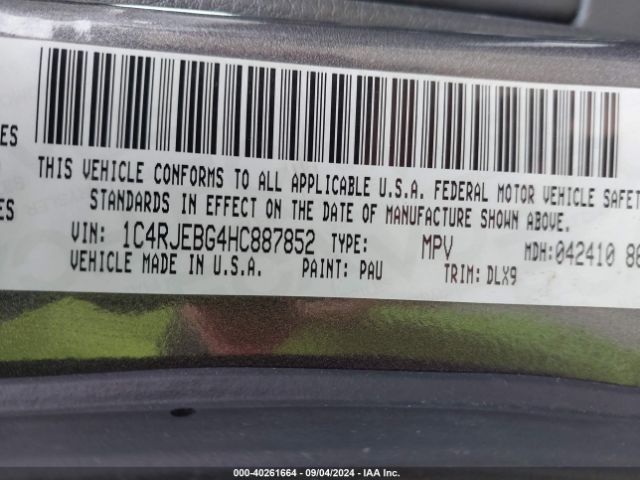 ES
THIS VEHICLE CONFORMS TO ALL APPLICABLE U.S.A. FEDERAL MOTOR VEHICLE SAFET
STANDARDS IN EFFECT ON THE DATE OF MANUFACTURE SHOWN ABOVE.
ES
VIN: 1C4RJEBG4HC887852 TYPE: MPV MDH:042410 86
VEHICLE MADE IN U.S.A. PAINT: PAU TRIM: DLX9
000-40261664 - 09/04/2024 - IAA Inc.